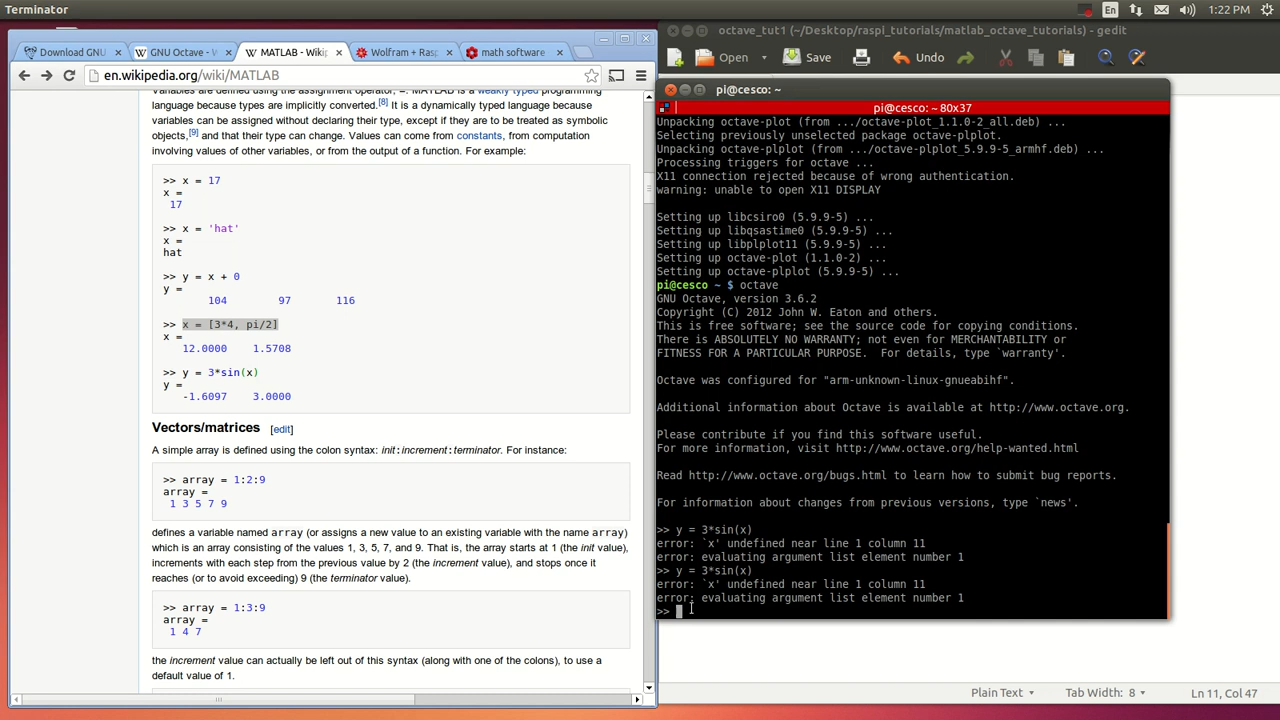 Terminator
En
1:22 PM
Download GNU
GNU Octave - W
MATLAB - Wikip
Wolfram + Rasp
math software
en.wikipedia.org/wiki/MATLAB
Variables are defined using the assignment operator, =. MATLAB is a weakly typed programming
language because types are implicitly converted.[8] It is a dynamically typed language because
variables can be assigned without declaring their type, except if they are to be treated as symbolic
objects,[9] and that their type can change. Values can come from constants, from computation
involving values of other variables, or from the output of a function. For example:
>> x = 17
x =
17
>> x = 'hat'
x =
hat
>> y = x + 0
y =
104 97 116
>> x = [3*4, pi/2]
x =
12.0000 1.5708
>> y = 3*sin(x)
y =
-1.6097 3.0000
Vectors/matrices [edit]
A simple array is defined using the colon syntax: init:increment:terminator. For instance:
>> array = 1:2:9
array =
1 3 5 7 9
defines a variable named array (or assigns a new value to an existing variable with the name array)
which is an array consisting of the values 1, 3, 5, 7, and 9. That is, the array starts at 1 (the init value),
increments with each step from the previous value by 2 (the increment value), and stops once it
reaches (or to avoid exceeding) 9 (the terminator value).
>> array = 1:3:9
array =
1 4 7
the increment value can actually be left out of this syntax (along with one of the colons), to use a
default value of 1.
octave_tut1 (~/Desktop/raspI_tutorials/matlab_octave_tutorials) - gedit
Open
Save
Undo
pi@cesco: ~
pi@cesco: ~ 80x37
Unpacking octave-plot (from .../octave-plot_1.1.0-2_all.deb) ...
Selecting previously unselected package octave-plplot.
Unpacking octave-plplot (from .../octave-plplot_5.9.9-5_armhf.deb) ...
Processing triggers for octave ...
X11 connection rejected because of wrong authentication.
warning: unable to open X11 DISPLAY
Setting up libcsiro0 (5.9.9-5) ...
Setting up libqsastime0 (5.9.9-5) ...
Setting up libplplot11 (5.9.9-5) ...
Setting up octave-plot (1.1.0-2) ...
Setting up octave-plplot (5.9.9-5) ...
pi@cesco ~ $ octave
GNU Octave, version 3.6.2
Copyright (C) 2012 John W. Eaton and others.
This is free software; see the source code for copying conditions.
There is ABSOLUTELY NO WARRANTY; not even for MERCHANTABILITY or
FITNESS FOR A PARTICULAR PURPOSE.  For details, type `warranty'.
Octave was configured for "arm-unknown-linux-gnueabihf".
Additional information about Octave is available at http://www.octave.org.
Please contribute if you find this software useful.
For more information, visit http://www.octave.org/help-wanted.html
Read http://www.octave.org/bugs.html to learn how to submit bug reports.
For information about changes from previous versions, type `news'.
>> y = 3*sin(x)
error: `x' undefined near line 1 column 11
error: evaluating argument list element number 1
>> y = 3*sin(x)
error: `x' undefined near line 1 column 11
error: evaluating argument list element number 1
>>
Plain Text
Tab Width: 8
Ln 11, Col 47